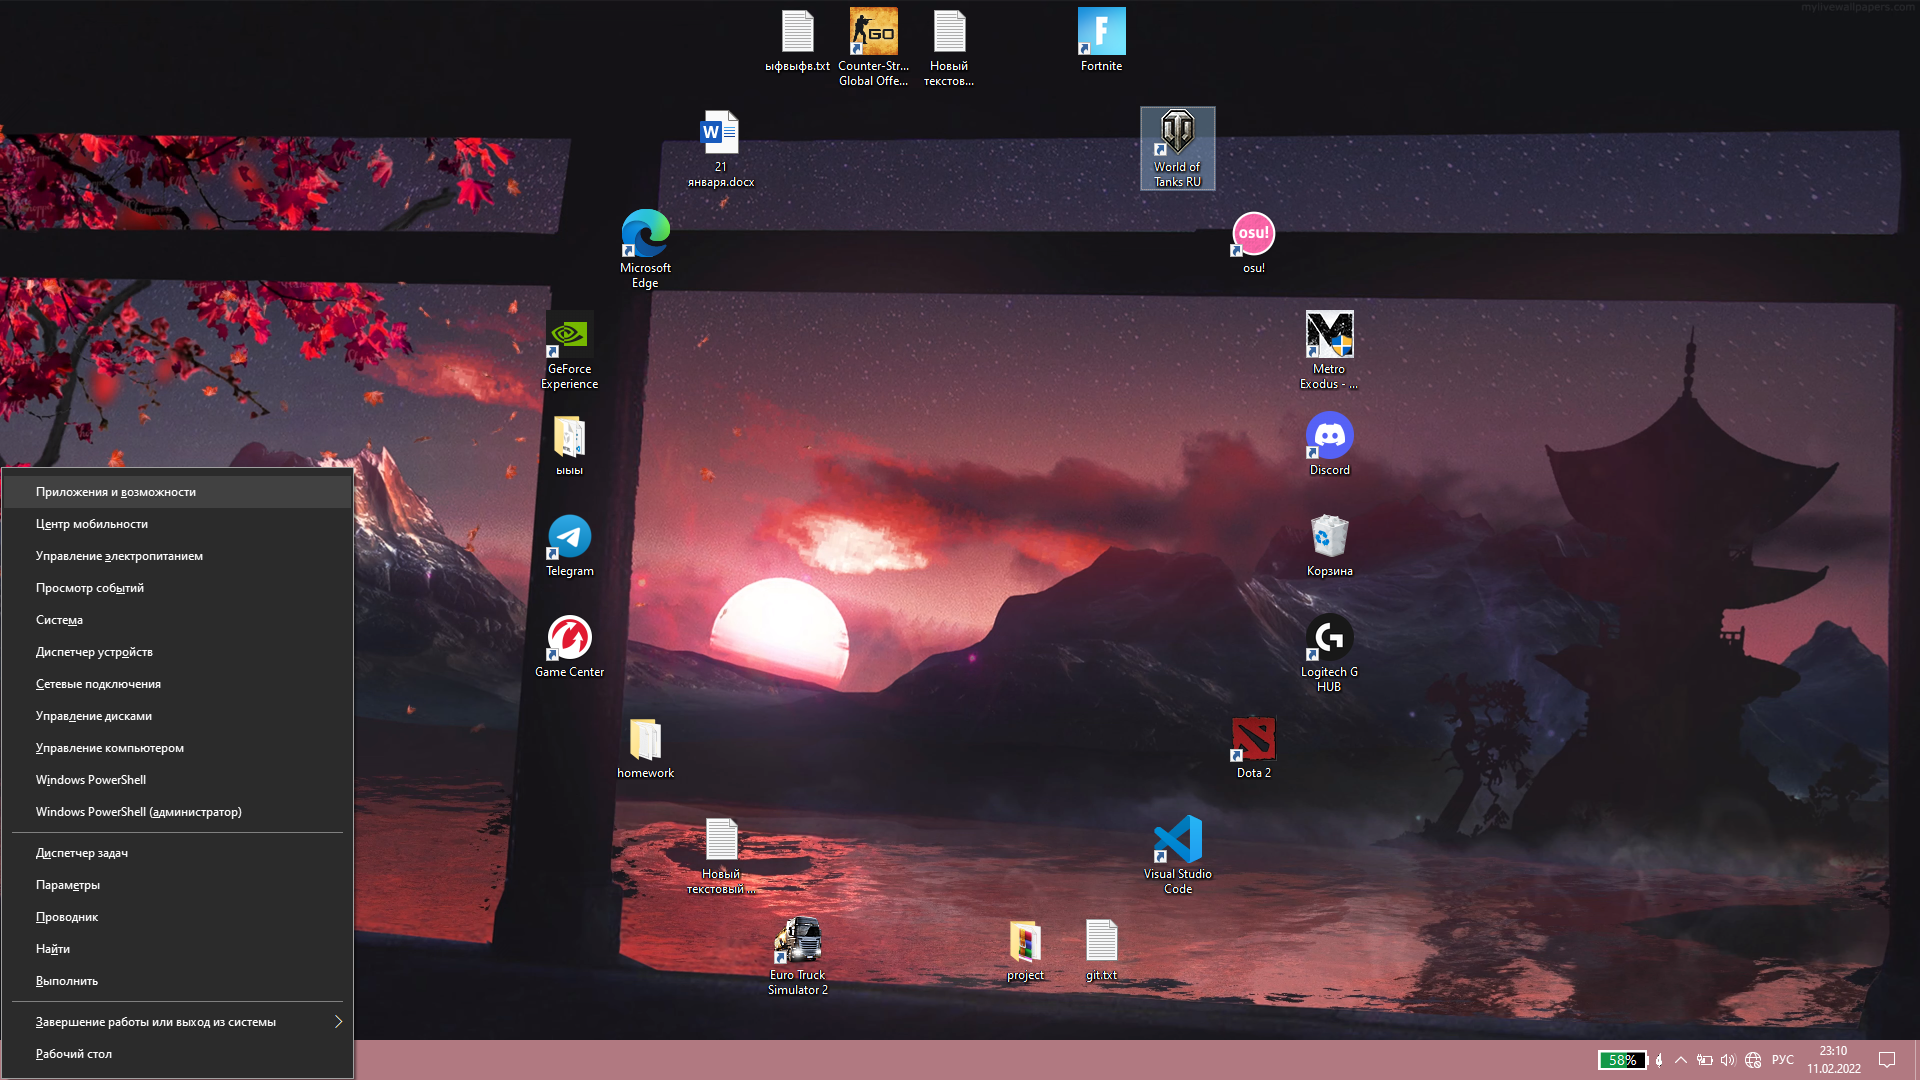 mylivewallpapers.com
ыфвыфв.txt
Counter-Str...
Global Offe...
Новый
текстов...
Fortnite
21
января.docx
World of
Tanks RU
Microsoft
Edge
osu!
osu!
GeForce
Experience
Metro
Exodus - ...
ыыы
Discord
Telegram
Корзина
Game Center
Logitech G
HUB
homework
Dota 2
Новый
текстовый ...
Visual Studio
Code
Euro Truck
Simulator 2
project
git.txt
Приложения и возможности
Центр мобильности
Управление электропитанием
Просмотр событий
Система
Диспетчер устройств
Сетевые подключения
Управление дисками
Управление компьютером
Windows PowerShell
Windows PowerShell (администратор)
Диспетчер задач
Параметры
Проводник
Найти
Выполнить
Завершение работы или выход из системы
Рабочий стол
58%
РУС
23:10
11.02.2022
GO
W